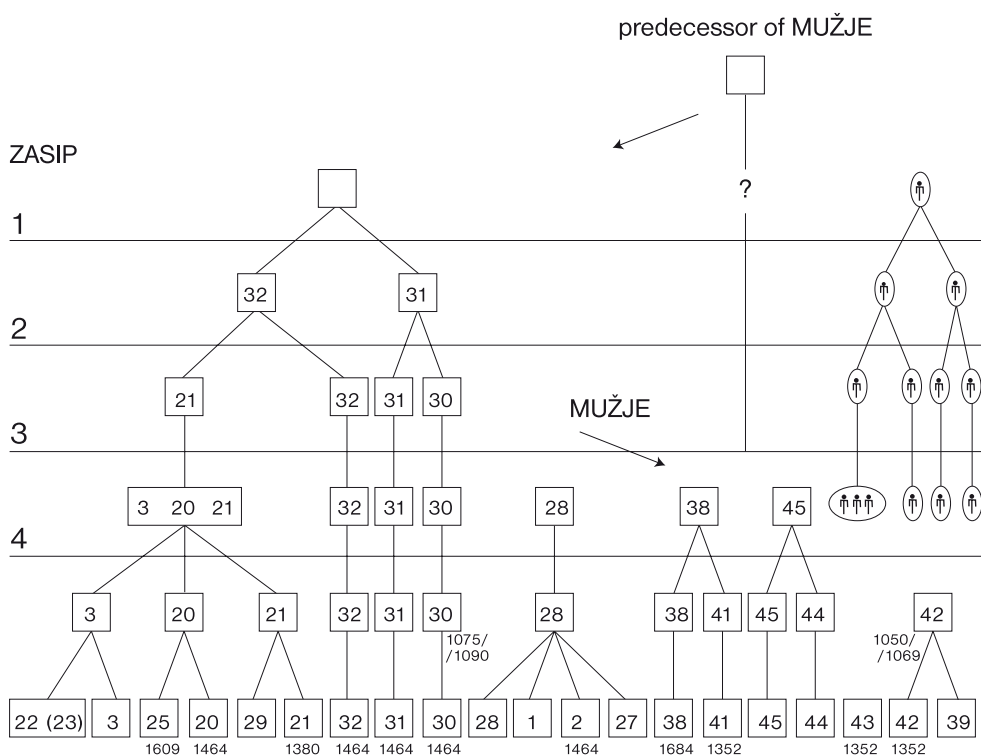 predecessor of MUŽJE
ZASIP
?
1
32 31
2
21 32 31 30
MUŽJE
3
3 20 21 32 31 30 28 38 45
4
3 20 21 32 31 30 28 38 41 45 44 42
1075/ 1050/
/1090 /1069
22 (23) 3 25 20 29 21 32 31 30 28 1 2 27 38 41 45 44 43 42 39
1609 1464 1380 1464 1464 1464 1464 1684 1352 1352 1352